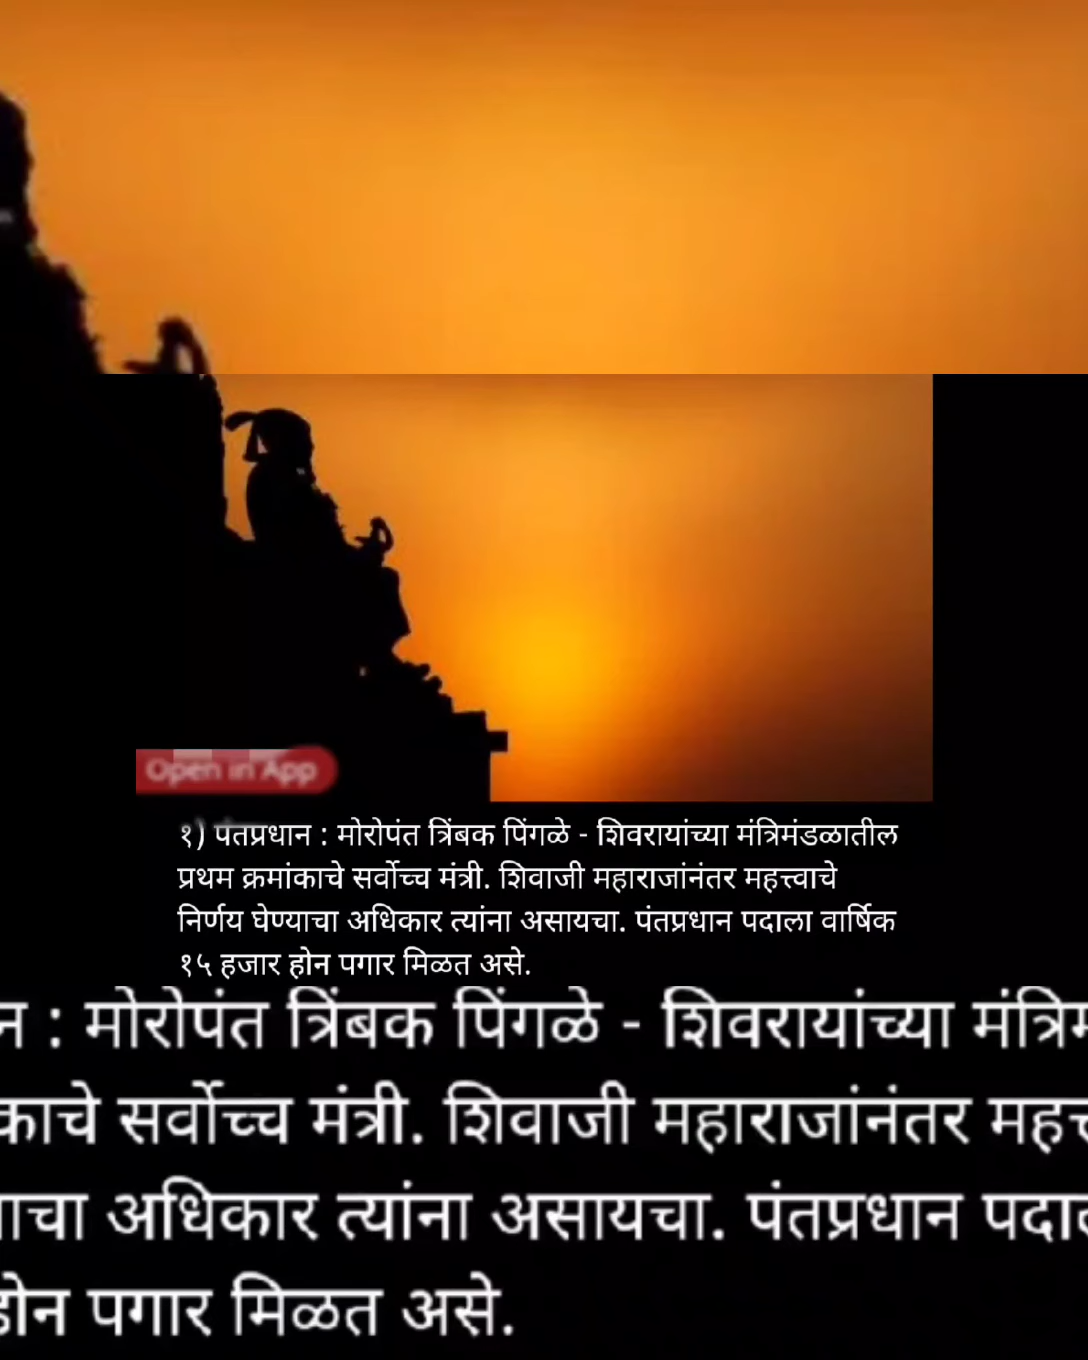 Open in App
१) पंतप्रधान : मोरोपंत त्रिंबक पिंगळे - शिवरायांच्या मंत्रिमंडळातील
प्रथम क्रमांकाचे सर्वोच्च मंत्री. शिवाजी महाराजांनंतर महत्त्वाचे
निर्णय घेण्याचा अधिकार त्यांना असायचा. पंतप्रधान पदाला वार्षिक
१५ हजार होन पगार मिळत असे.
न : मोरोपंत त्रिंबक पिंगळे - शिवरायांच्या
काचे सर्वोच्च मंत्री. शिवाजी महाराजांनंतर
ाचा अधिकार त्यांना असायचा. पंतप्रधान
होन पगार मिळत असे.